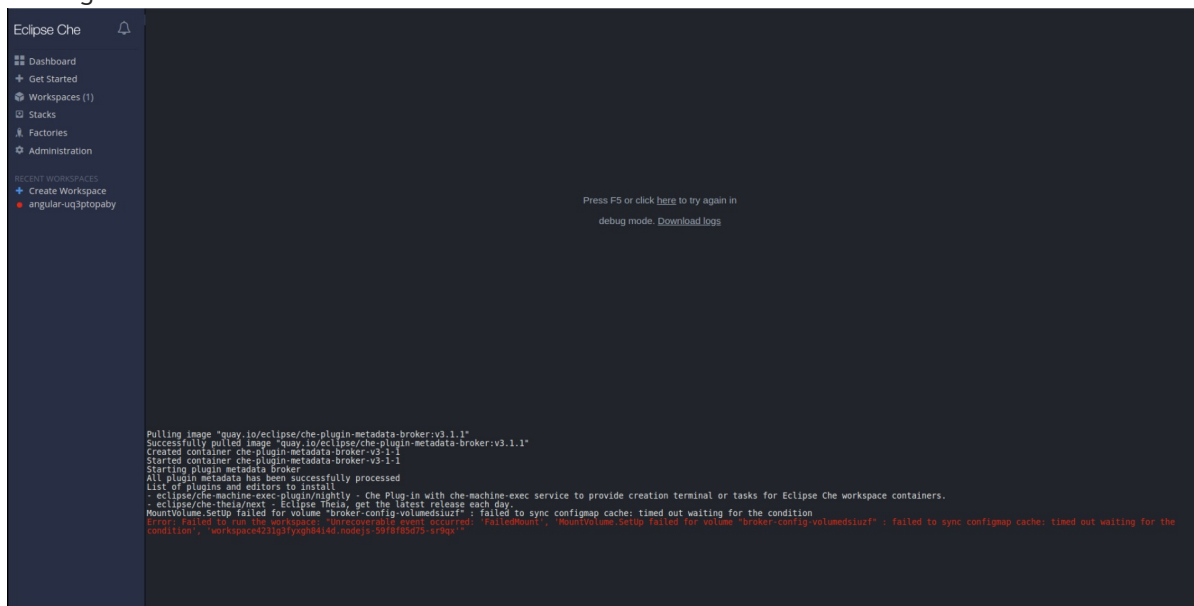 Eclipse Che
Dashboard
Get Started
Workspaces (1)
Stacks
Factories
Administration
RECENT WORKSPACES
Create Workspace
angular-uq3ptopaby
Press F5 or click here to try again in
debug mode. Download logs
Pulling image "quay.io/eclipse/che-plugin-metadata-broker:v3.1.1"
Successfully pulled image "quay.io/eclipse/che-plugin-metadata-broker:v3.1.1"
Created container che-plugin-metadata-broker-v3-1-1
Started container che-plugin-metadata-broker-v3-1-1
Starting plugin metadata broker
All plugin metadata has been successfully processed
List of plugins and editors to install
- eclipse/che-machine-exec-plugin/nightly - Che Plug-in with che-machine-exec service to provide creation terminal or tasks for Eclipse Che workspace containers.
- eclipse/che-theia/next - Eclipse Theia, get the latest release each day.
MountVolume.SetUp failed for volume "broker-config-volumedsiuzf" : failed to sync configmap cache: timed out waiting for the condition
Error: Failed to run the workspace: "Unrecoverable event occurred: 'FailedMount', 'MountVolume.SetUp failed for volume "broker-config-volumedsiuzf" : failed to sync configmap cache: timed out waiting for the
condition', 'workspace4231g3fyxgh84i4d.nodejs-59f8f85d75-sr9qx'"